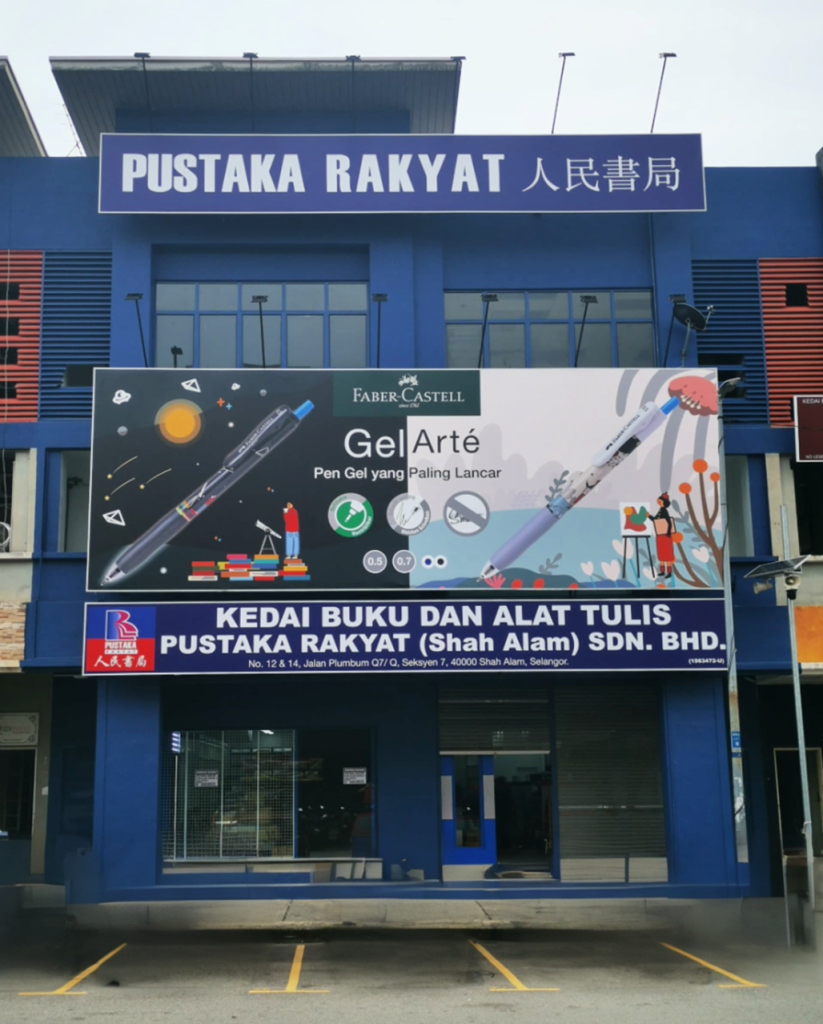 PUSTAKA RAKYAT 人民書局
FABER-CASTELL
since 1761
GelArté
Pen Gel yang Paling Lancar
0.5 0.7
PUSTAKA
RAKYAT
人民書局
KEDAI BUKU DAN ALAT TULIS
PUSTAKA RAKYAT (Shah Alam) SDN. BHD.
No. 12 & 14, Jalan Plumbum Q7/ Q, Seksyen 7, 40000 Shah Alam, Selangor.
(1563473-U)